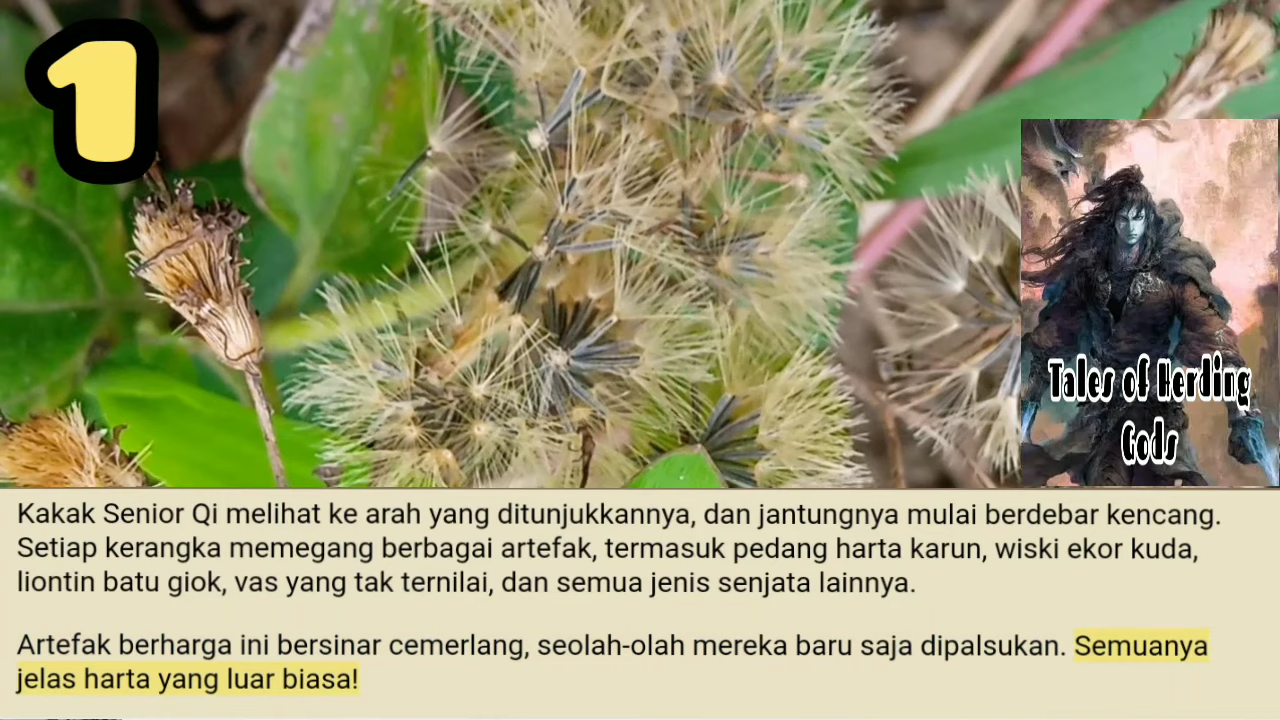 1
Tales of Herding
Gods
Kakak Senior Qi melihat ke arah yang ditunjukkannya, dan jantungnya mulai berdebar kencang.
Setiap kerangka memegang berbagai artefak, termasuk pedang harta karun, wiski ekor kuda,
liontin batu giok, vas yang tak ternilai, dan semua jenis senjata lainnya.
Artefak berharga ini bersinar cemerlang, seolah-olah mereka baru saja dipalsukan. Semuanya
jelas harta yang luar biasa!